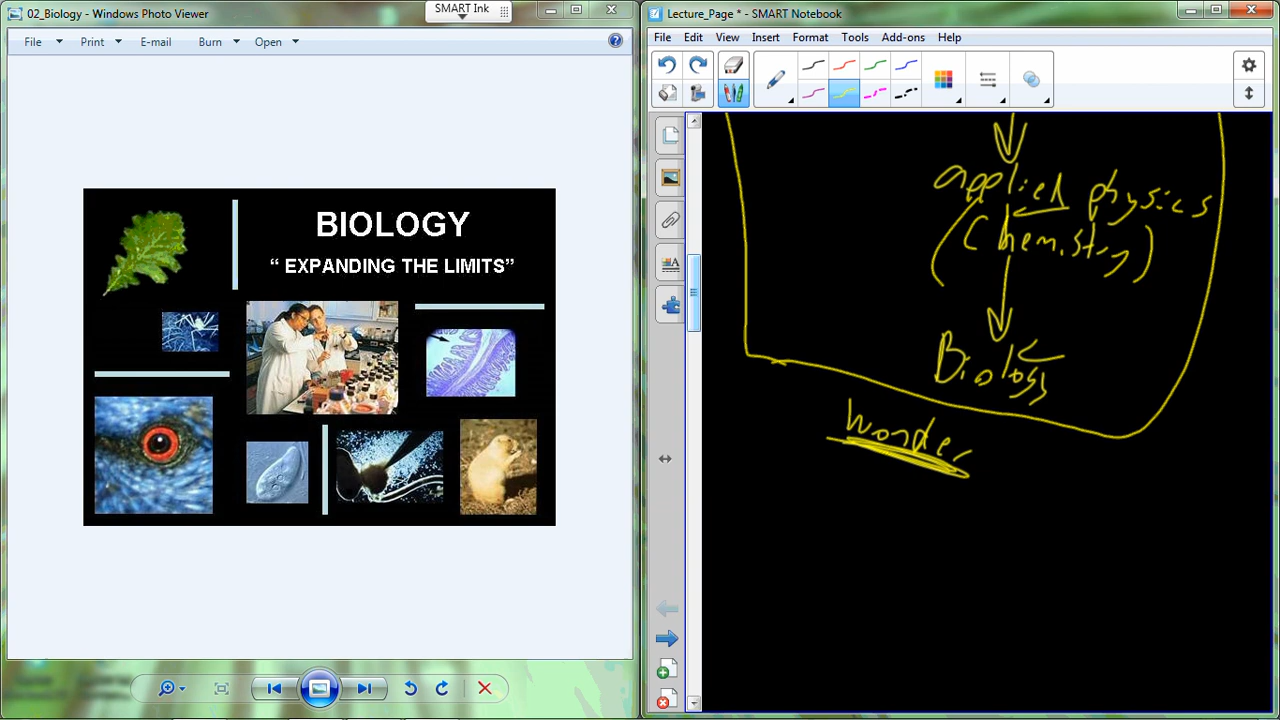 02_Biology - Windows Photo Viewer
SMART Ink
File Print E-mail Burn Open
BIOLOGY
“ EXPANDING THE LIMITS”
Lecture_Page * - SMART Notebook
File Edit View Insert Format Tools Add-ons Help
applied physics
(Chemistry)
Biology
Wonder